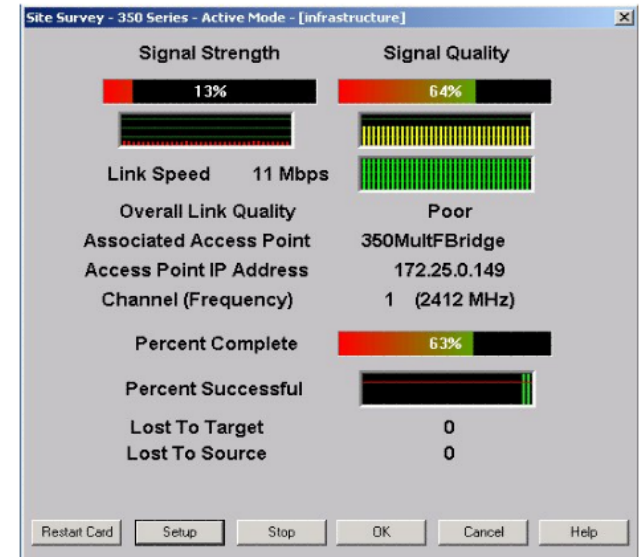 Site Survey - 350 Series - Active Mode - [infrastructure]
Signal Strength Signal Quality
13% 64%
Link Speed 11 Mbps
Overall Link Quality Poor
Associated Access Point 350MultFBridge
Access Point IP Address 172.25.0.149
Channel (Frequency) 1 (2412 MHz)
Percent Complete 63%
Percent Successful
Lost To Target 0
Lost To Source 0
Restart Card Setup Stop OK Cancel Help